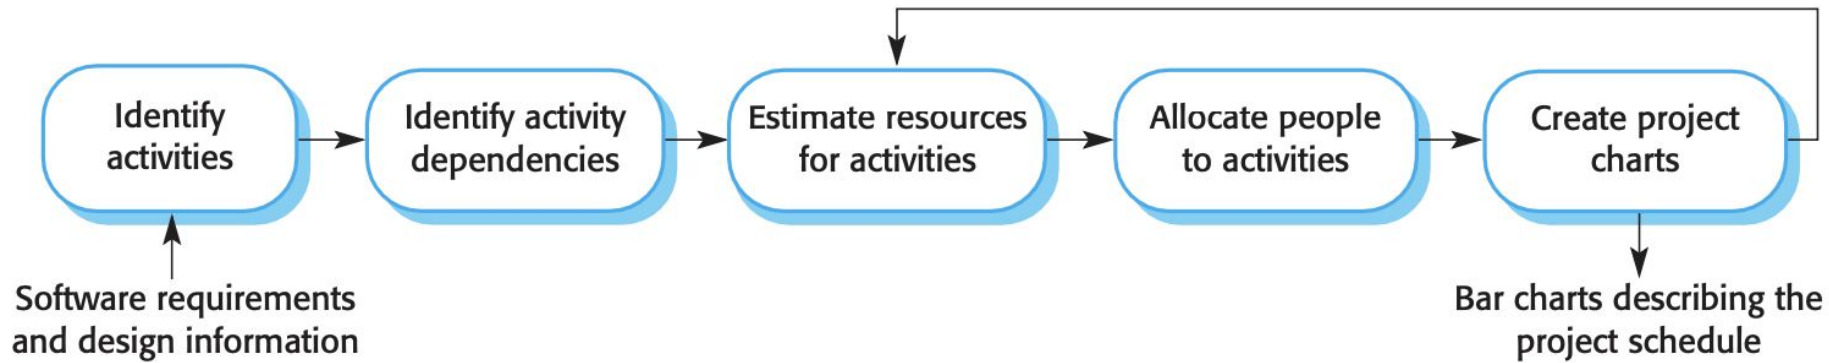 Identify
activities
Identify activity
dependencies
Estimate resources
for activities
Allocate people
to activities
Create project
charts
Software requirements
and design information
Bar charts describing the
project schedule